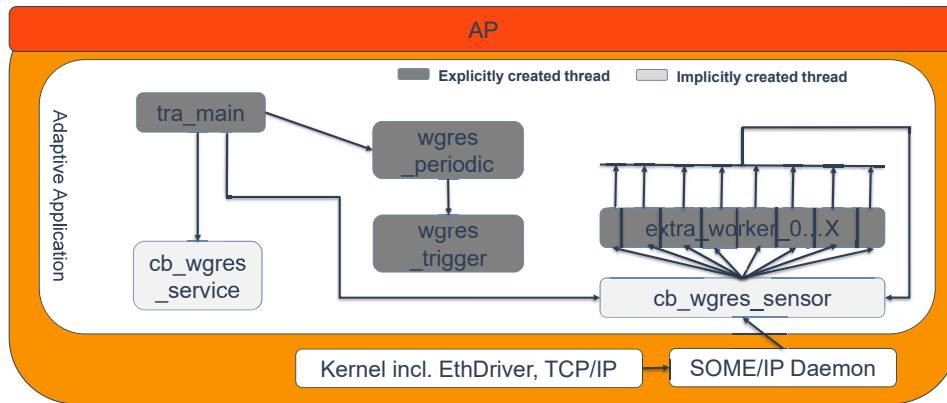 AP
Explicitly created thread
Implicitly created thread
Adaptive Application
tra_main
wgres
_periodic
wgres
_trigger
extra_worker_0...X
cb_wgres
_service
cb_wgres_sensor
Kernel incl. EthDriver, TCP/IP
SOME/IP Daemon